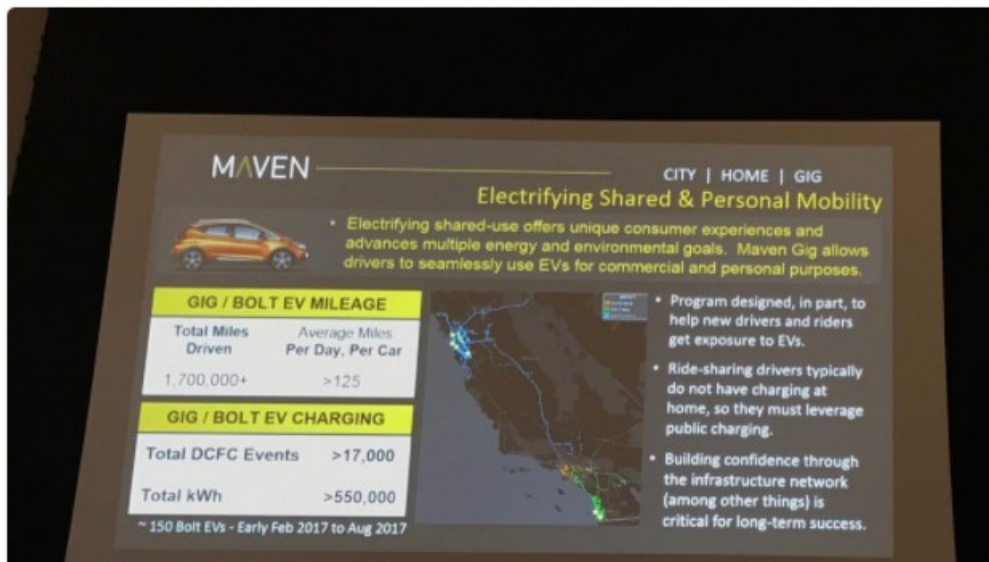 MAVEN
CITY | HOME | GIG
Electrifying Shared & Personal Mobility
• Electrifying shared-use offers unique consumer experiences and
advances multiple energy and environmental goals. Maven Gig allows
drivers to seamlessly use EVs for commercial and personal purposes.
GIG / BOLT EV MILEAGE
Total Miles Driven
Average Miles Per Day, Per Car
1,700,000+
>125
GIG / BOLT EV CHARGING
Total DCFC Events >17,000
Total kWh >550,000
~ 150 Bolt EVs - Early Feb 2017 to Aug 2017
• Program designed, in part, to
help new drivers and riders
get exposure to EVs.
• Ride-sharing drivers typically
do not have charging at
home, so they must leverage
public charging.
• Building confidence through
the infrastructure network
(among other things) is
critical for long-term success.